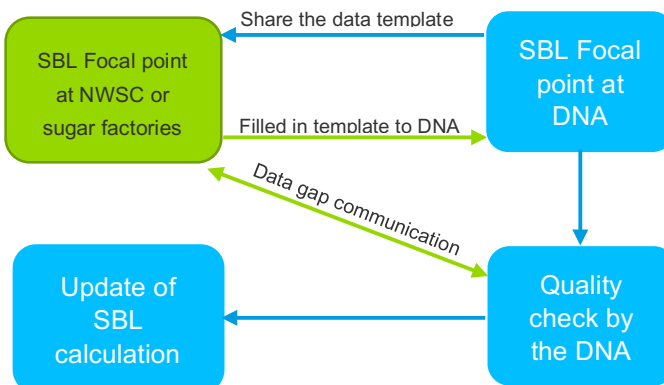 Share the data template
SBL Focal point
at NWSC or
sugar factories
SBL Focal
point at
DNA
Filled in template to DNA
Data gap communication
Update of
SBL
calculation
Quality
check by
the DNA